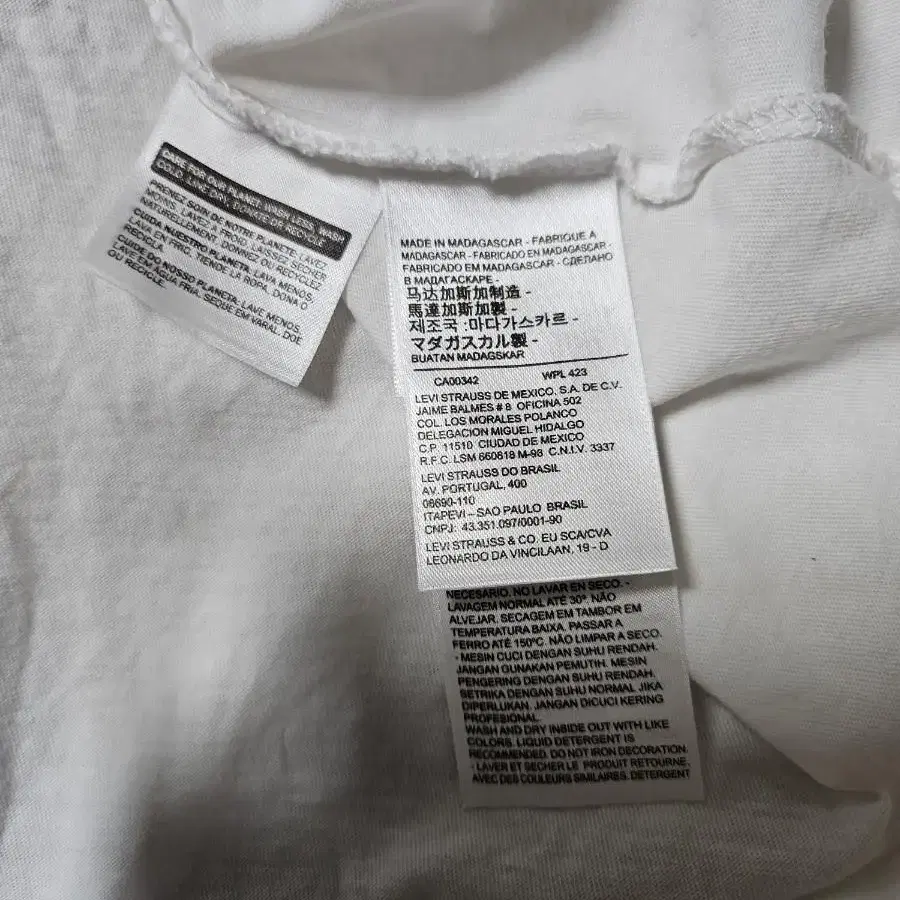 CARE FOR OUR PLANET: WASH LESS, WASH
COLD, LINE DRY, DONATE OR RECYCLE
PRENEZ SOIN DE NOTRE PLANÈTE: LAVEZ
MOINS, LAVEZ À FROID, LAISSEZ SÉCHER
NATURELLEMENT, DONNEZ OU RECYCLEZ
CUIDA NUESTRO PLANETA: LAVA MENOS,
LAVA EN FRIO, TIENDE LA ROPA, DONA O
RECICLA.
CUIDE DO NOSSO PLANETA: LAVE MENOS,
LAVE EM ÁGUA FRIA, SEQUE EM VARAL, DOE
OU RECICLE.
MADE IN MADAGASCAR - FABRIQUE A
MADAGASCAR - FABRICADO EN MADAGASCAR -
FABRICADO EM MADAGASCAR - СДЕЛАНО
В МАДАГАСКАРЕ -
马达加斯加制造 -
馬達加斯加製 -
제조국 :마다가스카르 -
マダガスカル製 -
BUATAN MADAGSKAR
CA00342 WPL 423
LEVI STRAUSS DE MEXICO, S.A. DE C.V.
JAIME BALMES # 8 OFICINA 502
COL. LOS MORALES POLANCO
DELEGACION MIGUEL HIDALGO
C.P. 11510 CIUDAD DE MEXICO
R.F.C. LSM 660618 M-98 C.N.I.V. 3337
LEVI STRAUSS DO BRASIL
AV. PORTUGAL, 400
06690-110
ITAPEVI – SAO PAULO BRASIL
CNPJ: 43.351.097/0001-90
LEVI STRAUSS & CO. EU SCA/CVA
LEONARDO DA VINCILAAN, 19 - D
NECESARIO. NO LAVAR EN SECO. -
LAVAGEM NORMAL ATÉ 30°. NÃO
ALVEJAR. SECAGEM EM TAMBOR EM
TEMPERATURA BAIXA. PASSAR A
FERRO ATÉ 150°C. NÃO LIMPAR A SECO.
- MESIN CUCI DENGAN SUHU RENDAH.
JANGAN GUNAKAN PEMUTIH. MESIN
PENGERING DENGAN SUHU RENDAH.
SETRIKA DENGAN SUHU NORMAL JIKA
DIPERLUKAN. JANGAN DICUCI KERING
PROFESIONAL.
WASH AND DRY INSIDE OUT WITH LIKE
COLORS. LIQUID DETERGENT IS
RECOMMENDED. DO NOT IRON DECORATION.
- LAVER ET SECHER LE PRODUIT RETOURNE,
AVEC DES COULEURS SIMILAIRES. DETERGENT